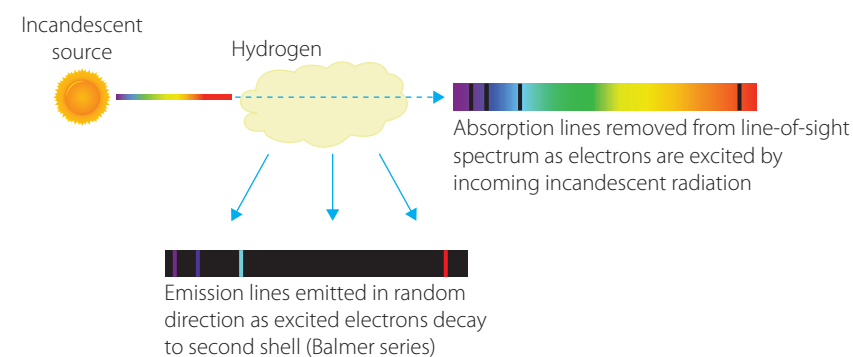 Incandescent
source
Hydrogen
Absorption lines removed from line-of-sight
spectrum as electrons are excited by
incoming incandescent radiation
Emission lines emitted in random
direction as excited electrons decay
to second shell (Balmer series)